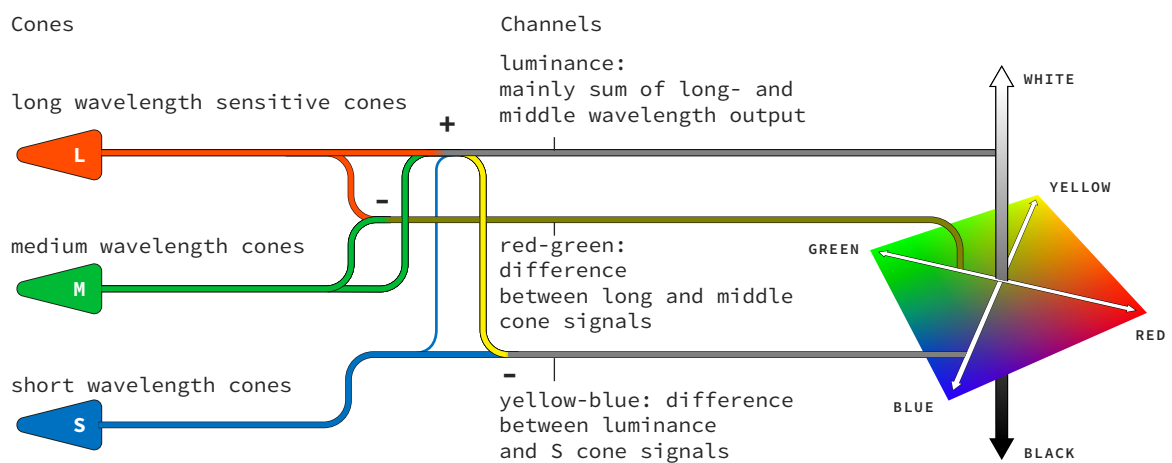 Cones
Channels
luminance:
mainly sum of long- and
middle wavelength output
WHITE
long wavelength sensitive cones
+
L
-
YELLOW
medium wavelength cones
red-green:
difference
between long and middle
cone signals
GREEN
M
RED
short wavelength cones
-
yellow-blue: difference
between luminance
and S cone signals
BLUE
S
BLACK